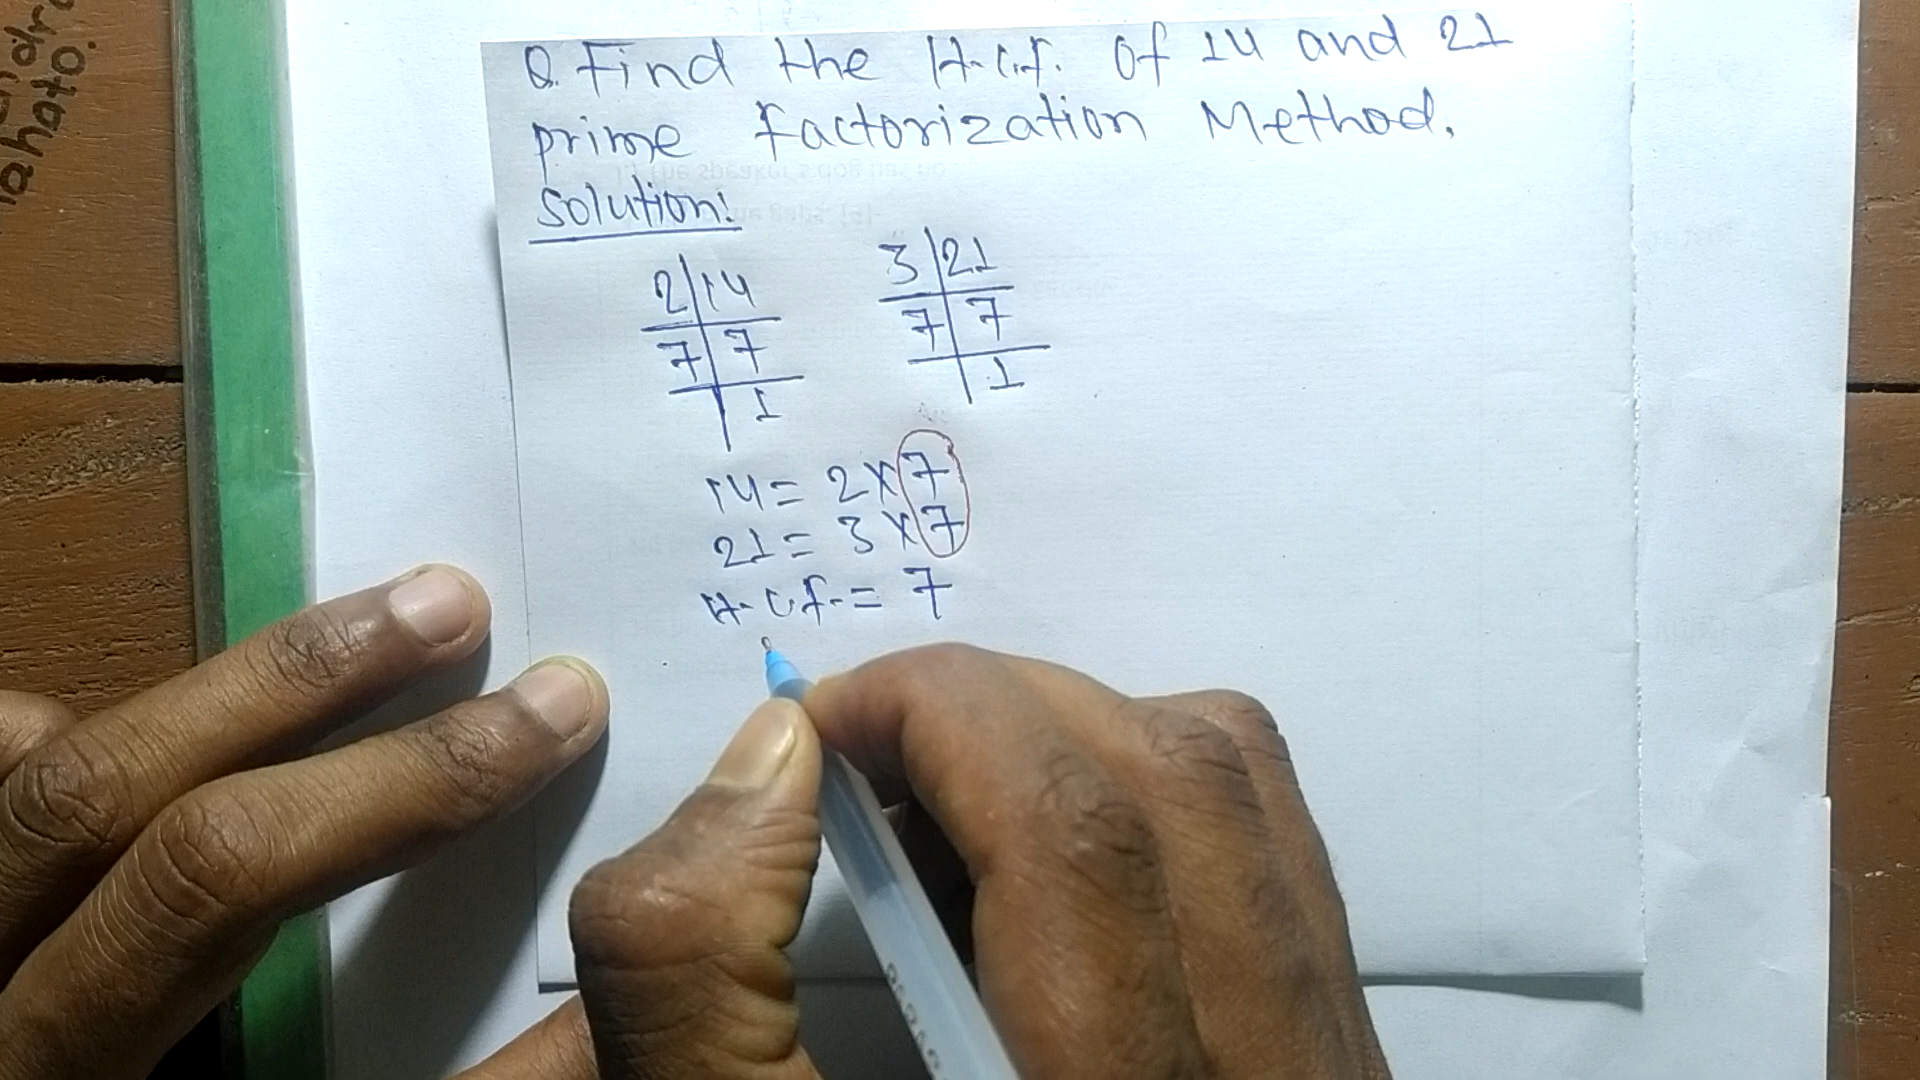 Q. Find the H.C.F. of 14 and 21
prime factorization Method.
solution:
2|14
7|7
1
3|21
7|7
1
14 = 2×7
21 = 3×7
H.C.F. = 7
ahato.